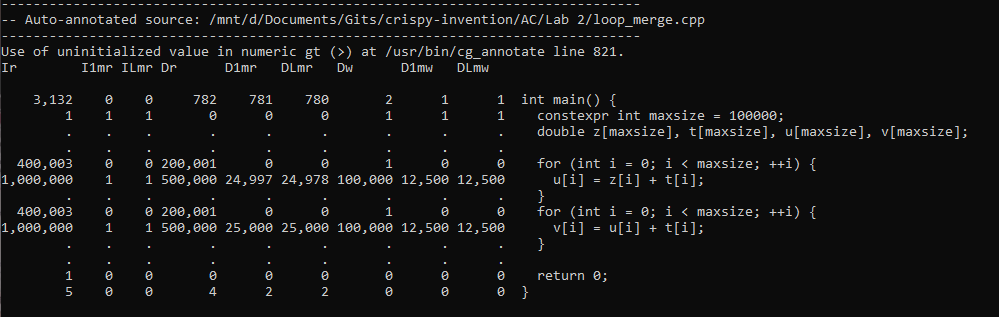 --------------------------------------------------------------------------------
-- Auto-annotated source: /mnt/d/Documents/Gits/crispy-invention/AC/Lab 2/loop_merge.cpp
--------------------------------------------------------------------------------
Use of uninitialized value in numeric gt (>) at /usr/bin/cg_annotate line 821.
Ir        I1mr ILmr Dr      D1mr   DLmr   Dw      D1mw   DLmw

    3,132    0    0     782    781    780       2      1      1  int main() {
        1    1    1       0      0      0       1      1      1    constexpr int maxsize = 100000;
        .    .    .       .      .      .       .      .      .    double z[maxsize], t[maxsize], u[maxsize], v[maxsize];
        .    .    .       .      .      .       .      .      .
  400,003    0    0 200,001      0      0       1      0      0    for (int i = 0; i < maxsize; ++i) {
1,000,000    1    1 500,000 24,997 24,978 100,000 12,500 12,500      u[i] = z[i] + t[i];
        .    .    .       .      .      .       .      .      .    }
  400,003    0    0 200,001      0      0       1      0      0    for (int i = 0; i < maxsize; ++i) {
1,000,000    1    1 500,000 25,000 25,000 100,000 12,500 12,500      v[i] = u[i] + t[i];
        .    .    .       .      .      .       .      .      .    }
        .    .    .       .      .      .       .      .      .
        1    0    0       0      0      0       0      0      0    return 0;
        5    0    0       4      2      2       0      0      0  }